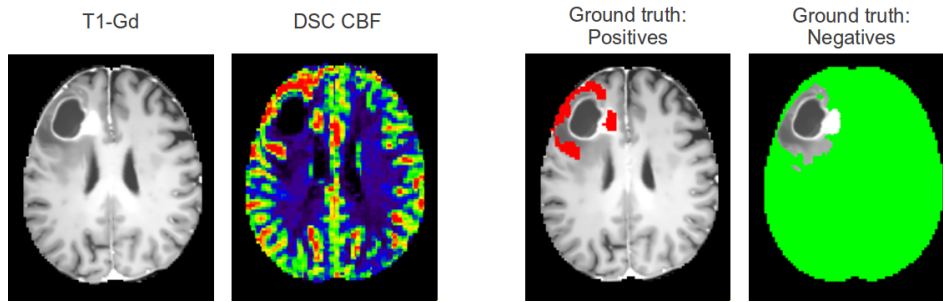 T1-Gd
DSC CBF
Ground truth:
Positives
Ground truth:
Negatives